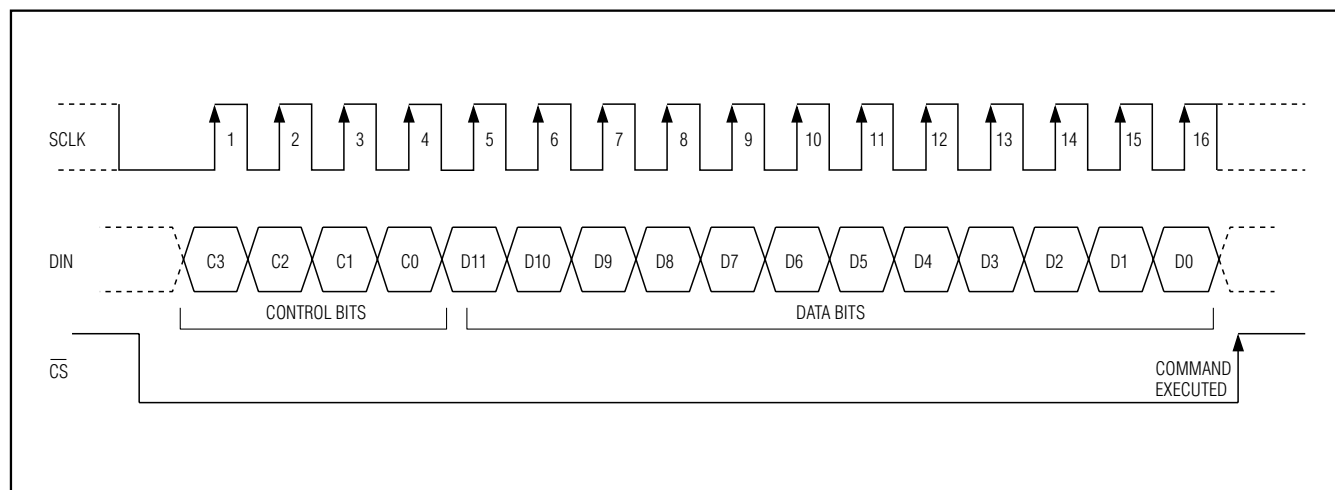 SCLK
1 2 3 4 5 6 7 8 9 10 11 12 13 14 15 16
DIN
C3 C2 C1 C0 D11 D10 D9 D8 D7 D6 D5 D4 D3 D2 D1 D0
CONTROL BITS DATA BITS
CS
COMMAND
EXECUTED